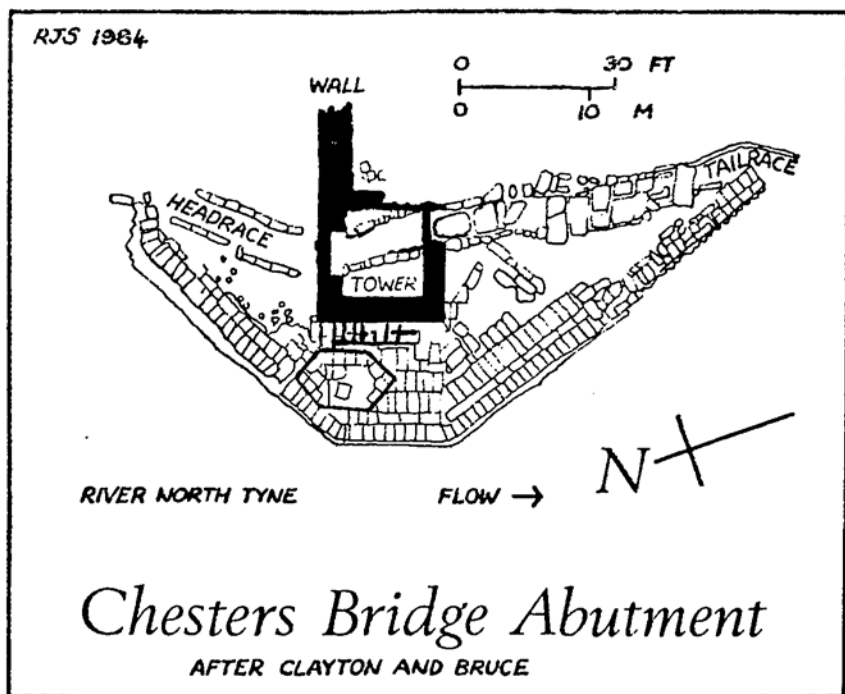 RJS 1984
0 30 FT
WALL
0 10 M
TAILRACE
HEADRACE
TOWER
N
RIVER NORTH TYNE FLOW →
Chesters Bridge Abutment
AFTER CLAYTON AND BRUCE